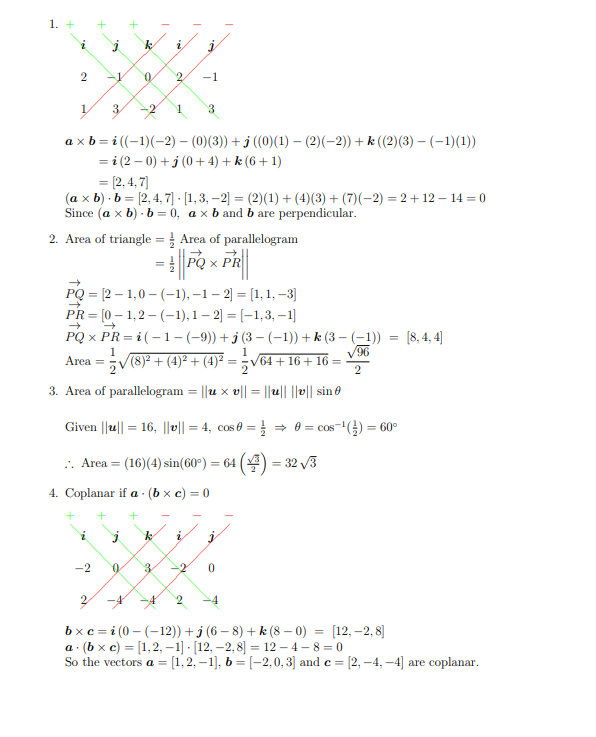 1. + + + − − −
i j k i j
2 −1 0 2 −1
1 3 −2 1 3
a × b = i ((−1)(−2) − (0)(3)) + j ((0)(1) − (2)(−2)) + k ((2)(3) − (−1)(1))
= i (2 − 0) + j (0 + 4) + k (6 + 1)
= [2, 4, 7]
(a × b) · b = [2, 4, 7] · [1, 3, −2] = (2)(1) + (4)(3) + (7)(−2) = 2 + 12 − 14 = 0
Since (a × b) · b = 0, a × b and b are perpendicular.
2. Area of triangle = 1/2 Area of parallelogram
= 1/2 ||PQ→ × PR→||
PQ→ = [2 − 1, 0 − (−1), −1 − 2] = [1, 1, −3]
PR→ = [0 − 1, 2 − (−1), 1 − 2] = [−1, 3, −1]
PQ→ × PR→ = i ( − 1 − (−9)) + j (3 − (−1)) + k (3 − (−1)) = [8, 4, 4]
Area = 1/2 √((8)² + (4)² + (4)²) = 1/2 √(64 + 16 + 16) = √96/2
3. Area of parallelogram = ||u × v|| = ||u|| ||v|| sin θ
Given ||u|| = 16, ||v|| = 4, cos θ = 1/2 ⇒ θ = cos⁻¹(1/2) = 60°
∴ Area = (16)(4) sin(60°) = 64 (√3/2) = 32 √3
4. Coplanar if a · (b × c) = 0
+ + + − − −
i j k i j
−2 0 3 −2 0
2 −4 −4 2 −4
b × c = i (0 − (−12)) + j (6 − 8) + k (8 − 0) = [12, −2, 8]
a · (b × c) = [1, 2, −1] · [12, −2, 8] = 12 − 4 − 8 = 0
So the vectors a = [1, 2, −1], b = [−2, 0, 3] and c = [2, −4, −4] are coplanar.